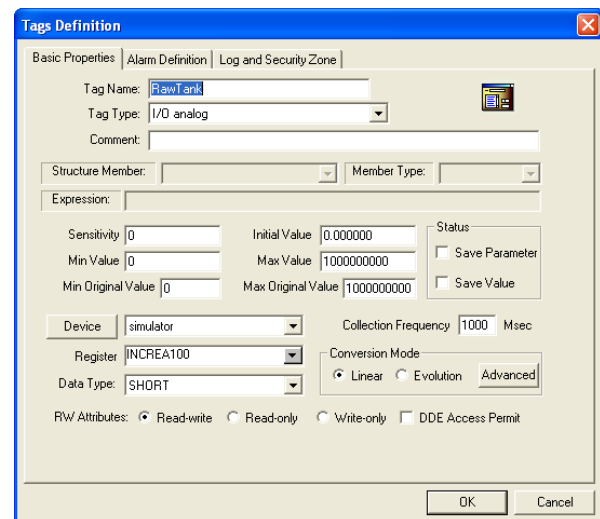 Tags Definition
Basic Properties Alarm Definition Log and Security Zone
Tag Name: RawTank
Tag Type: I/O analog
Comment:
Structure Member: Member Type:
Expression:
Sensitivity 0 Initial Value 0.000000 Status
Min Value 0 Max Value 1000000000 Save Parameter
Min Original Value 0 Max Original Value 1000000000 Save Value
Device simulator Collection Frequency 1000 Msec
Register INCREA100 Conversion Mode
Linear Evolution Advanced
Data Type: SHORT
RW Attributes: Read-write Read-only Write-only DDE Access Permit
OK Cancel